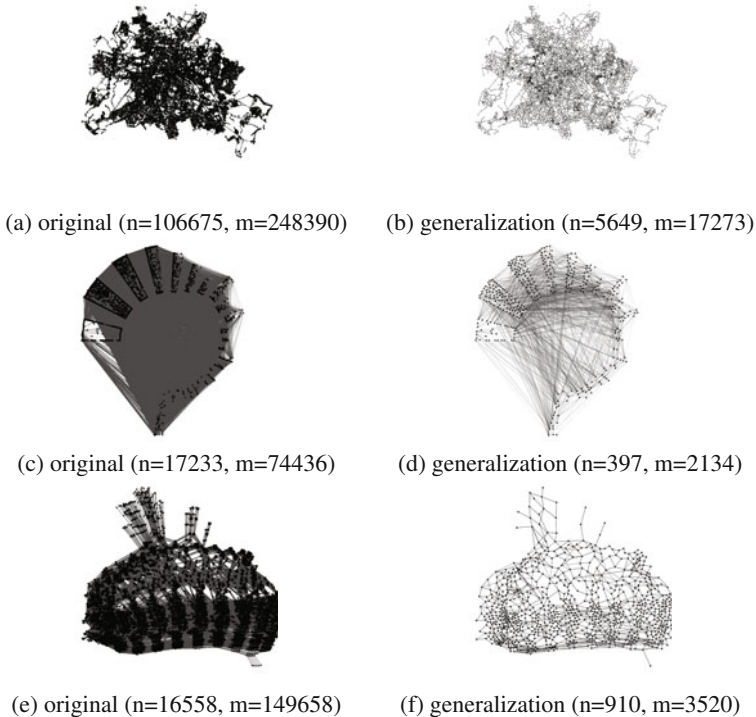 (a) original (n=106675, m=248390)
(b) generalization (n=5649, m=17273)
(c) original (n=17233, m=74436)
(d) generalization (n=397, m=2134)
(e) original (n=16558, m=149658)
(f) generalization (n=910, m=3520)